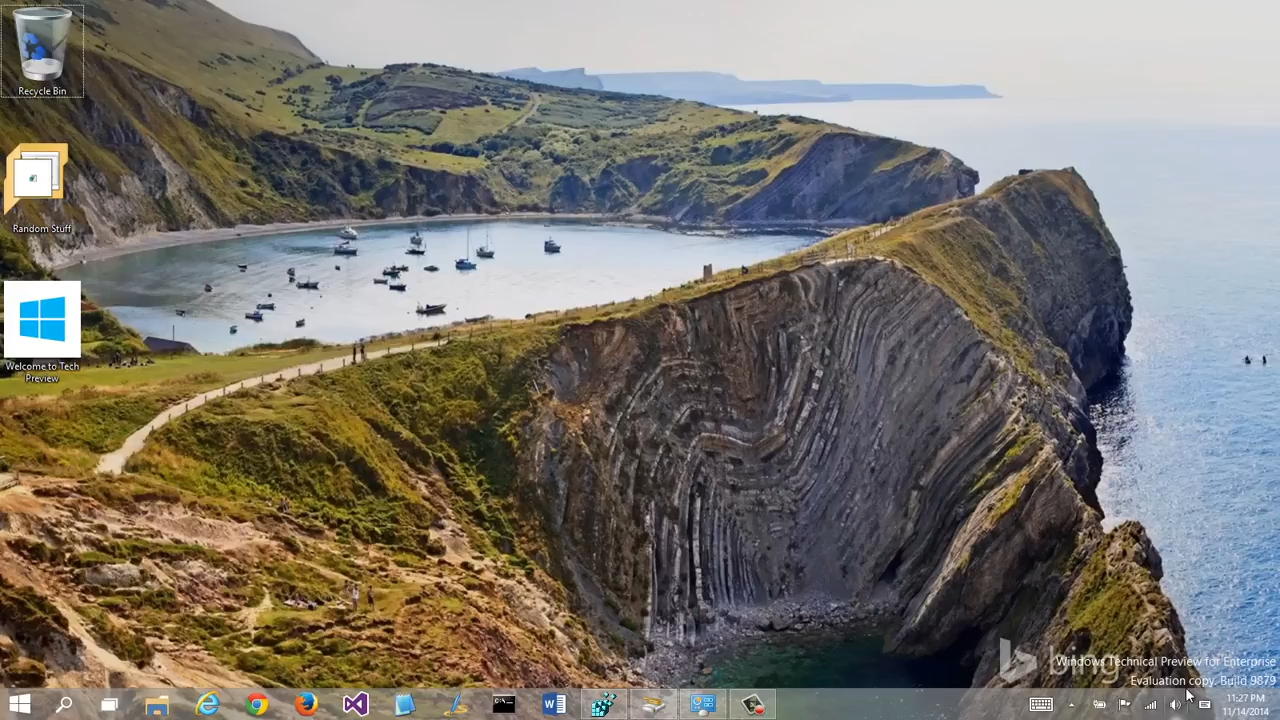 Recycle Bin
Random Stuff
Welcome to Tech
Preview
bing
Windows Technical Preview for Enterprise
Evaluation copy. Build 9879
11:27 PM
11/14/2014